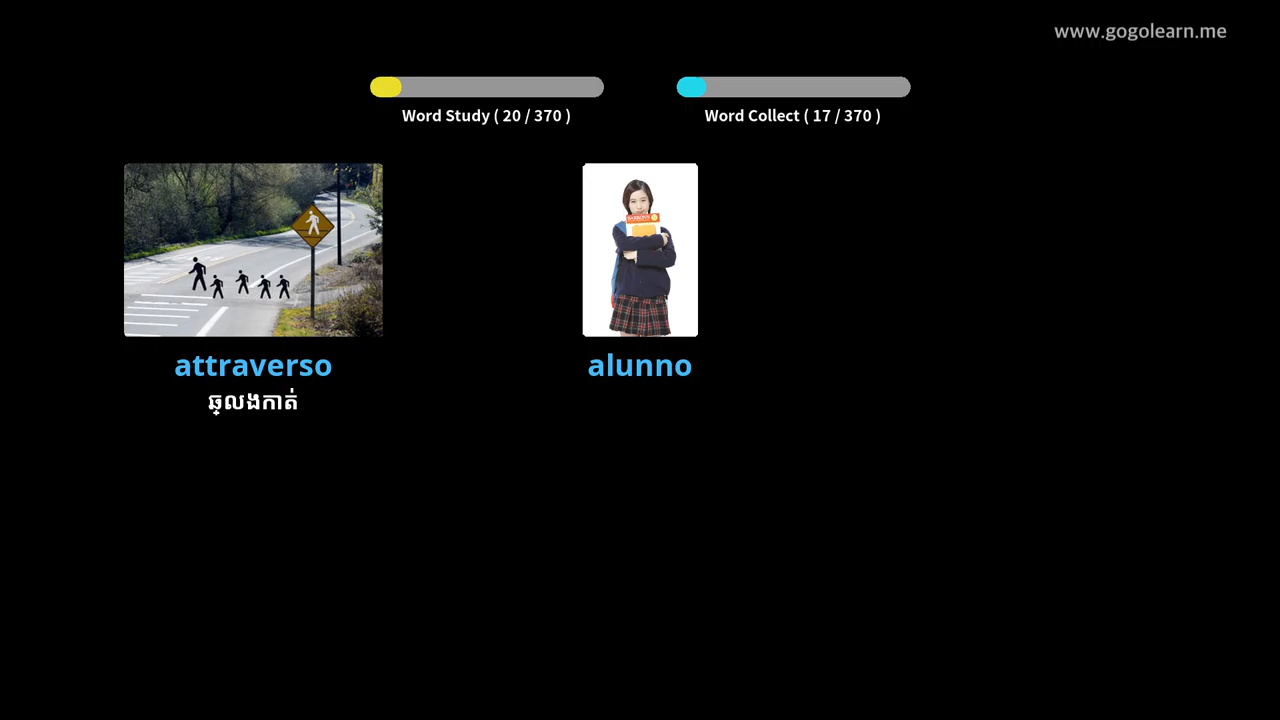 www.gogolearn.me
Word Study ( 20 / 370 )
Word Collect ( 17 / 370 )
attraverso
ឆ្លងកាត់
alunno